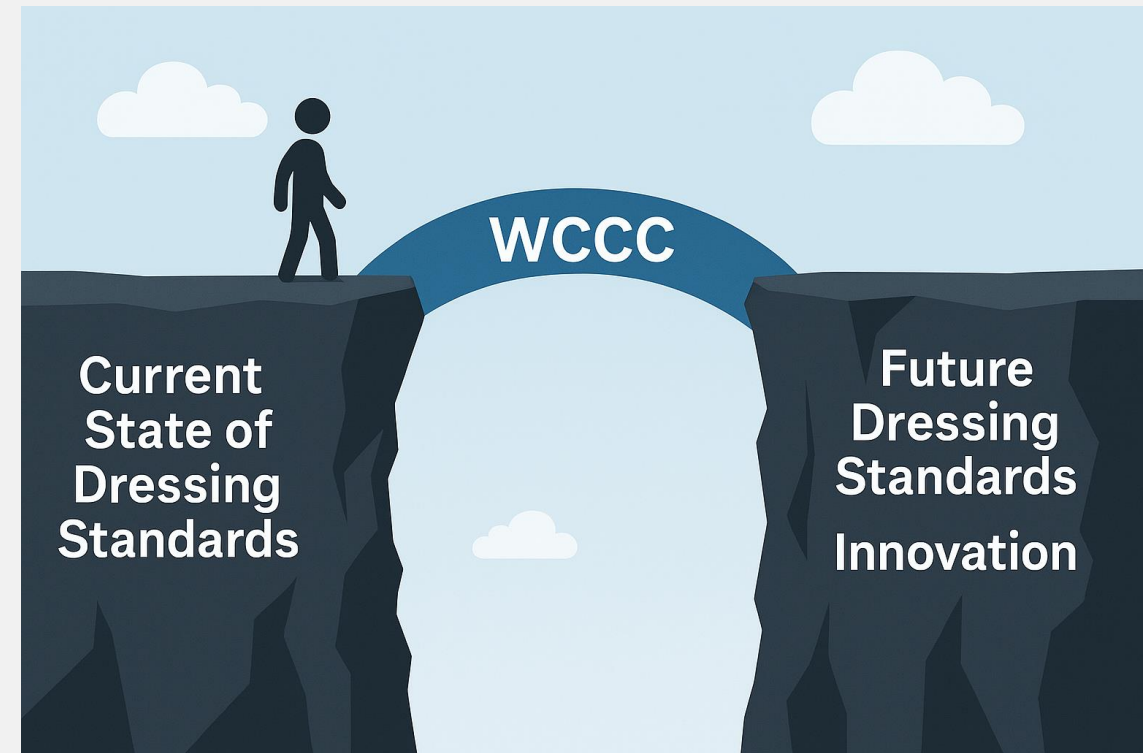 WCCC
Current
State of
Dressing
Standards
Future
Dressing
Standards
Innovation